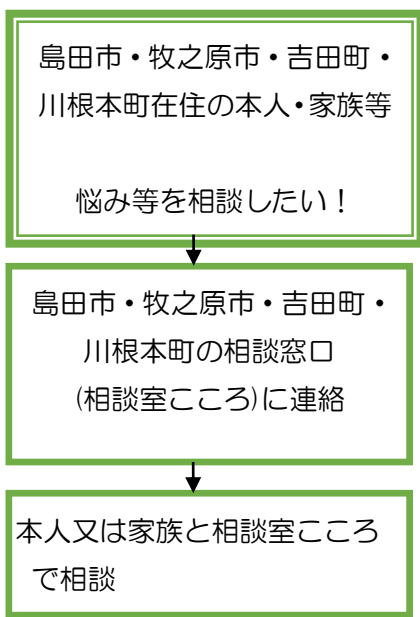 島田市・牧之原市・吉田町・
川根本町在住の本人・家族等
悩み等を相談したい！
島田市・牧之原市・吉田町・
川根本町の相談窓口
(相談室こころ)に連絡
本人又は家族と相談室こころ
で相談